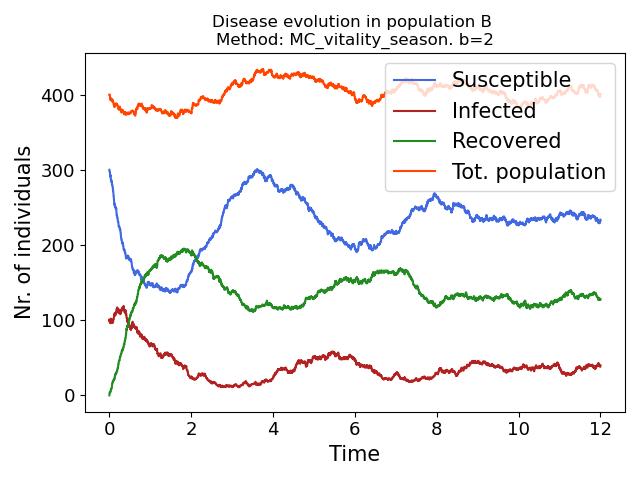 Disease evolution in population B
Method: MC_vitality_season. b=2
Susceptible
Infected
Recovered
Tot. population
Nr. of individuals
400
300
200
100
0
0 2 4 6 8 10 12
Time